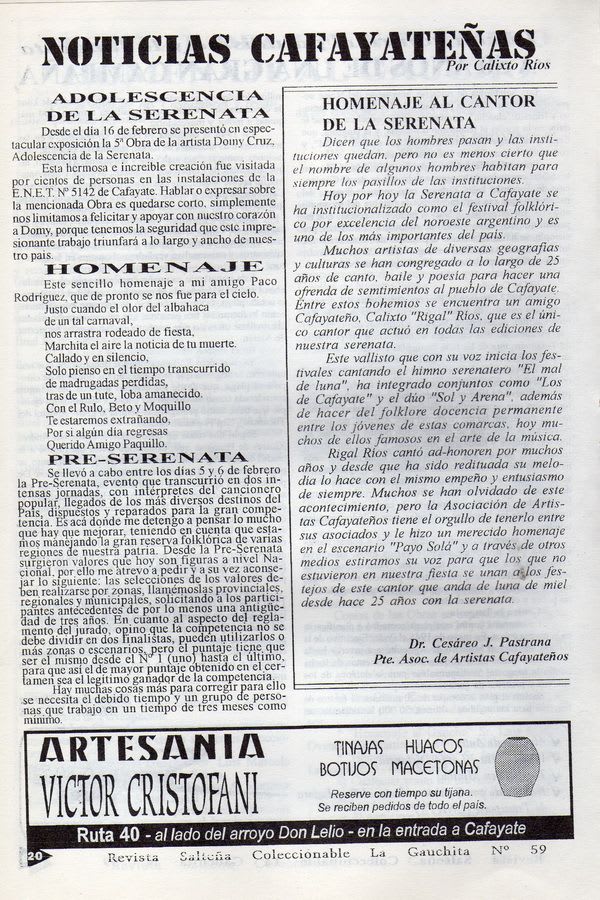 NOTICIAS CAFAYATEÑAS
Por Calixto Ríos
ADOLESCENCIA
DE LA SERENATA
Desde el día 16 de febrero se presentó en espec-
tacular exposición la 5ª Obra de la artista Domy Cruz,
Adolescencia de la Serenata.
Esta hermosa e increíble creación fue visitada
por cientos de personas en las instalaciones de la
E.N.E.T. Nº 5142 de Cafayate. Hablar o expresar sobre
la mencionada Obra es quedarse corto, simplemente
nos limitamos a felicitar y apoyar con nuestro corazón
a Domy, porque tenemos la seguridad que este impre-
sionante trabajo triunfará a lo largo y ancho de nues-
tro país.
HOMENAJE
Este sencillo homenaje a mi amigo Paco
Rodríguez, que de pronto se nos fue para el cielo.
Justo cuando el olor del albahaca
de un tal carnaval,
nos arrastra rodeado de fiesta,
Marchita el aire la noticia de tu muerte.
Callado y en silencio,
Solo pienso en el tiempo transcurrido
de madrugadas perdidas,
tras de un tute, loba amanecido.
Con el Rulo, Beto y Moquillo
Te estaremos extrañando,
Por si algún día regresas
Querido Amigo Paquillo.
PRE-SERENATA
Se llevó a cabo entre los días 5 y 6 de febrero
la Pre-Serenata, evento que transcurrió en dos in-
tensas jornadas, con intérpretes del cancionero
popular, llegados de los más diversos destinos del
País, dispuestos y reparados para la gran compe-
tencia. Es acá donde me detengo a pensar lo mucho
que hay que mejorar, teniendo en cuenta que esta-
mos manejando la gran reserva folklórica de varias
regiones de nuestra patria. Desde la Pre-Serenata
surgieron valores que hoy son figuras a nivel Na-
cional, por ello me atrevo a pedir y a su vez aconse-
jar lo siguiente: las selecciones de los valores de-
ben realizarse por zonas, llamémoslas provinciales,
regionales y municipales, solicitando a los partici-
pantes antecedentes de por lo menos una antigüe-
dad de tres años. En cuanto al aspecto del regla-
mento del jurado, opino que la competencia no se
debe dividir en dos finalistas, pueden utilizarlos o
más zonas o escenarios, pero el puntaje tiene que
ser el mismo desde el Nº 1 (uno) hasta el último,
para que así el de mayor puntaje obtenido en el cer-
tamen sea el legítimo ganador de la competencia.
Hay muchas cosas más para corregir para ello
se necesita el debido tiempo y un grupo de perso-
nas que trabajo en un tiempo de tres meses como
mínimo.
HOMENAJE AL CANTOR
DE LA SERENATA
Dicen que los hombres pasan y las insti-
tuciones quedan, pero no es menos cierto que
el nombre de algunos hombres habitan para
siempre los pasillos de las instituciones.
Hoy por hoy la Serenata a Cafayate se
ha institucionalizado como el festival folklóri-
co por excelencia del noroeste argentino y es
uno de los más importantes del país.
Muchos artistas de diversas geografías
y culturas se han congregado a lo largo de 25
años de canto, baile y poesía para hacer una
ofrenda de semtimientos al pueblo de Cafayate.
Entre estos bohemios se encuentra un amigo
Cafayateño, Calixto "Rigal" Ríos, que es el úni-
co cantor que actuó en todas las ediciones de
nuestra serenata.
Este vallisto que con su voz inicia los fes-
tivales cantando el himno serenatero "El mal
de luna", ha integrado conjuntos como "Los
de Cafayate" y el dúo "Sol y Arena", además
de hacer del folklore docencia permanente
entre los jóvenes de estas comarcas, hoy mu-
chos de ellos famosos en el arte de la música.
Rigal Ríos cantó ad-honoren por muchos
años y desde que ha sido redituada su melo-
día lo hace con el mismo empeño y entusiasmo
de siempre. Muchos se han olvidado de este
acontecimiento, pero la Asociación de Artis-
tas Cafayateños tiene el orgullo de tenerlo entre
sus asociados y le hizo un merecido homenaje
en el escenario "Payo Solá" y a través de otros
medios estiramos su voz para que los que no
estuvieron en nuestra fiesta se unan a los fes-
tejos de este cantor que anda de luna de miel
desde hace 25 años con la serenata.
Dr. Cesáreo J. Pastrana
Pte. Asoc. de Artistas Cafayateños
ARTESANIA
VICTOR CRISTOFANI
TINAJAS HUACOS
BOTIJOS MACETONAS
Reserve con tiempo su tijana.
Se reciben pedidos de todo el país.
Ruta 40 - al lado del arroyo Don Lelio - en la entrada a Cafayate
20
Revista Salteña Coleccionable La Gauchita Nº 59